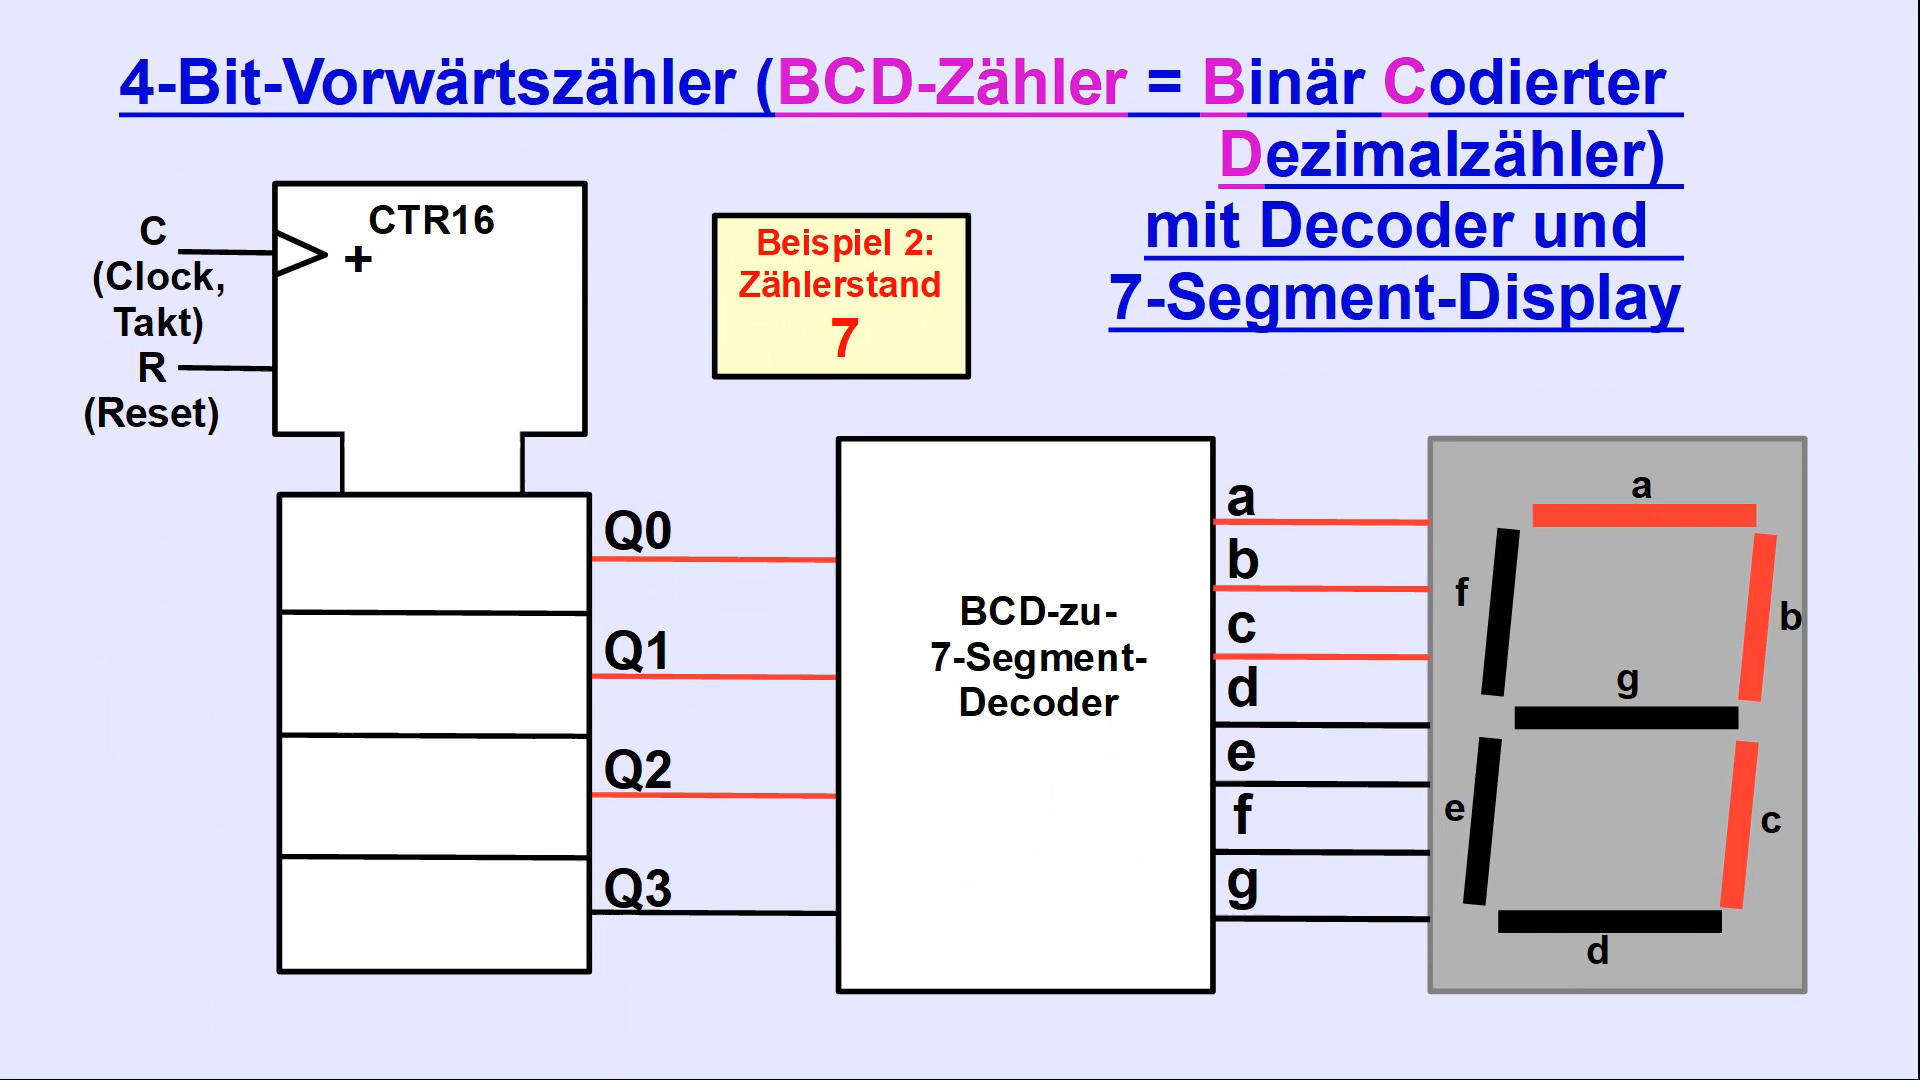 4-Bit-Vorwärtszähler (BCD-Zähler = Binär Codierter
Dezimalzähler)
mit Decoder und
7-Segment-Display
C
(Clock,
Takt)
R
(Reset)
CTR16
+
Beispiel 2:
Zählerstand
7
Q0
Q1
Q2
Q3
BCD-zu-
7-Segment-
Decoder
a
b
c
d
e
f
g
a
f
b
g
e
c
d